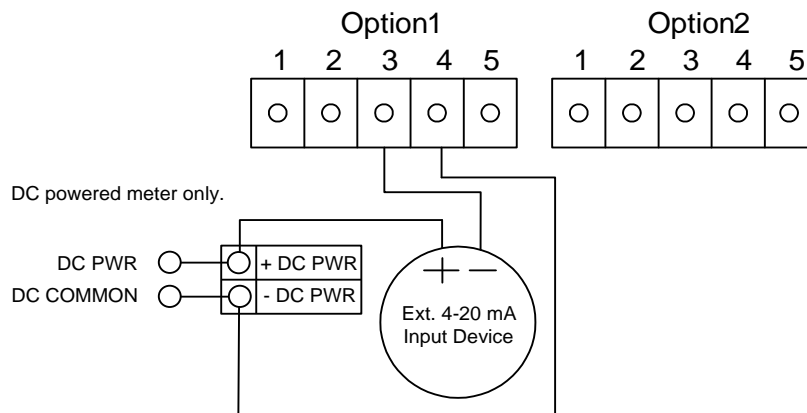 Option1
1 2 3 4 5
Option2
1 2 3 4 5
DC powered meter only.
DC PWR
+ DC PWR
DC COMMON
- DC PWR
+ −
Ext. 4-20 mA
Input Device